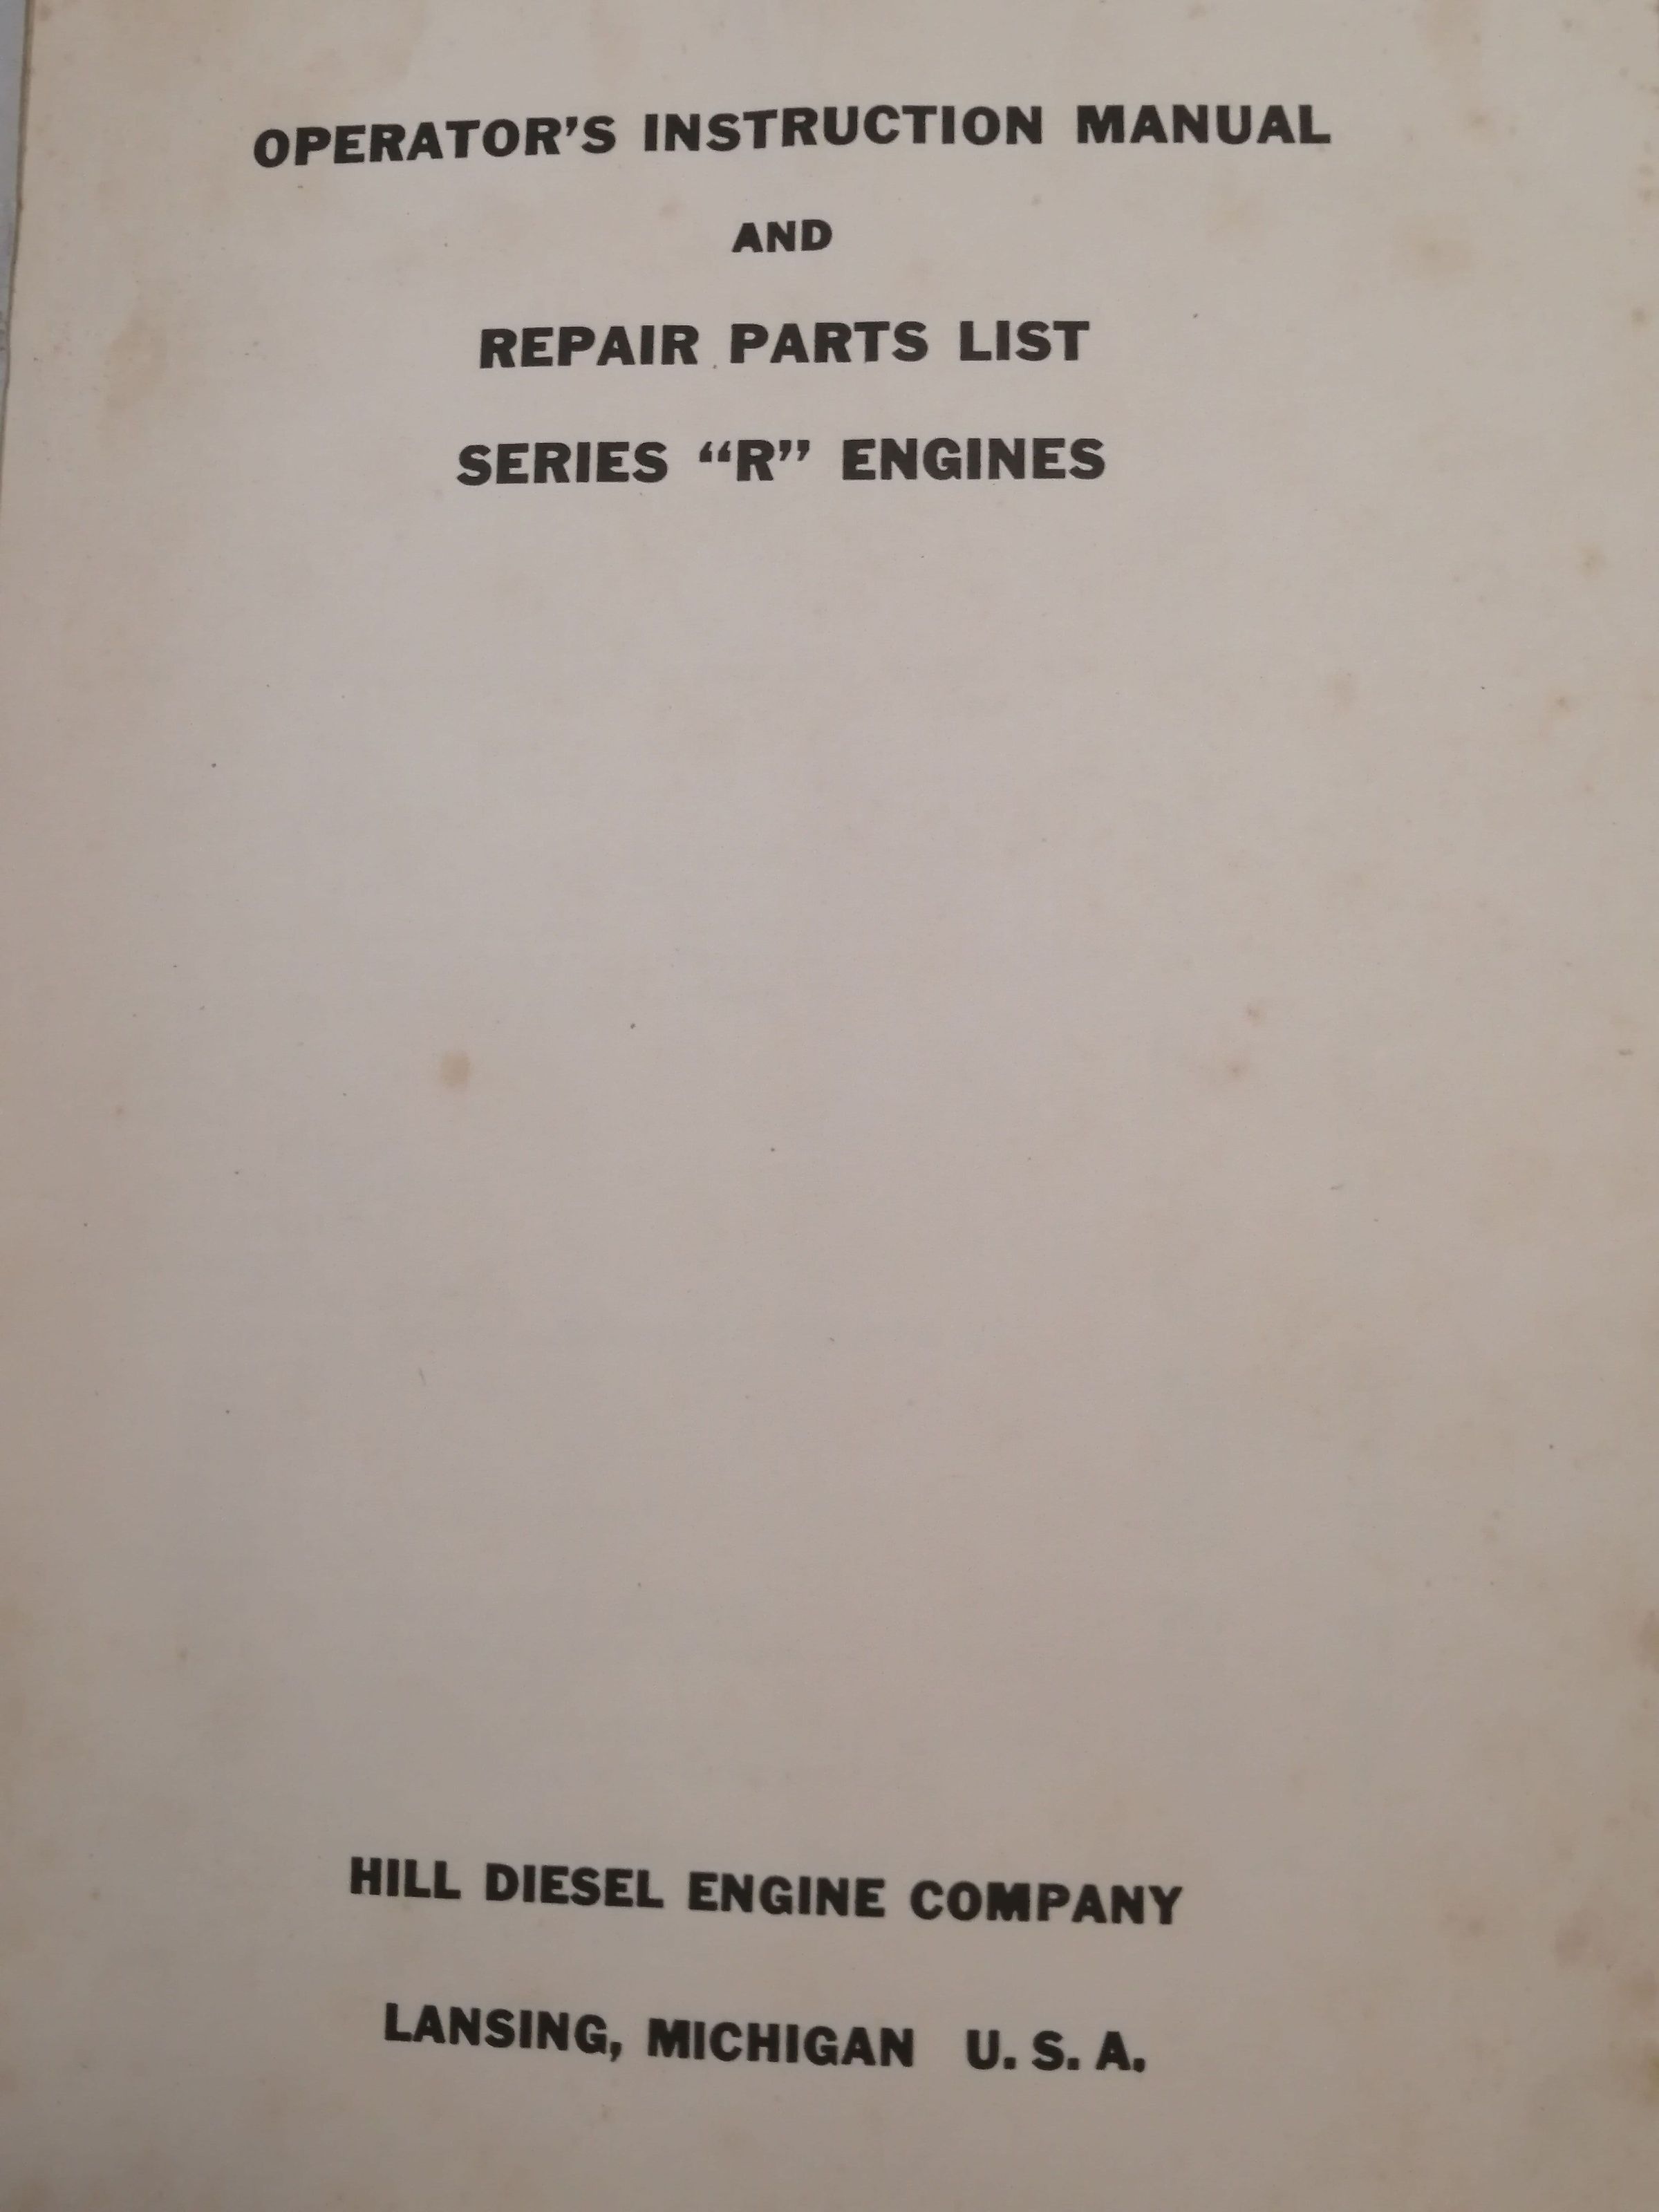 OPERATOR’S INSTRUCTION MANUAL
AND
REPAIR PARTS LIST
SERIES “R” ENGINES
HILL DIESEL ENGINE COMPANY
LANSING, MICHIGAN U. S. A.